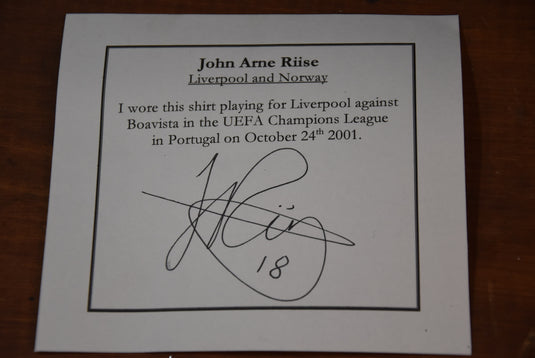 John Arne Riise
Liverpool and Norway
I wore this shirt playing for Liverpool against
Boavista in the UEFA Champions League
in Portugal on October 24th 2001.
18